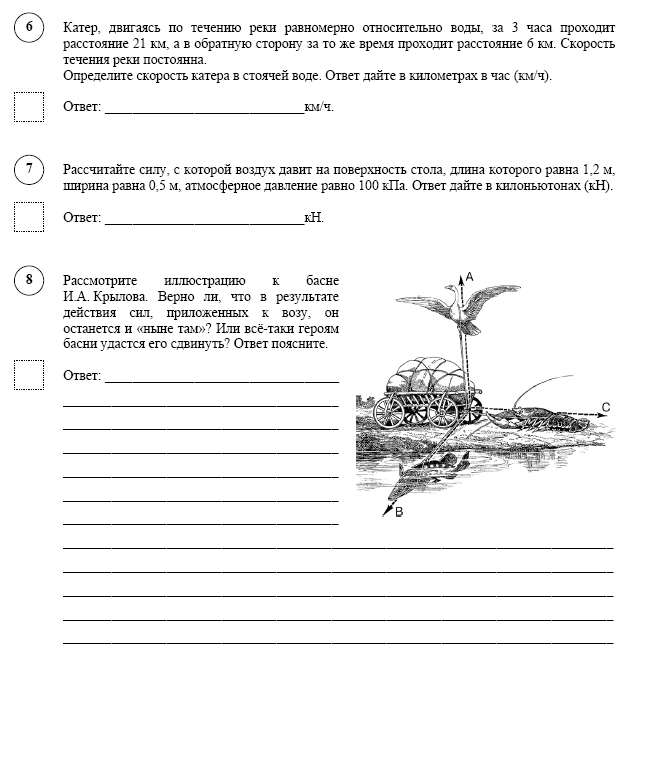 6
Катер, двигаясь по течению реки равномерно относительно воды, за 3 часа проходит
расстояние 21 км, а в обратную сторону за то же время проходит расстояние 6 км. Скорость
течения реки постоянна.
Определите скорость катера в стоячей воде. Ответ дайте в километрах в час (км/ч).
Ответ: ____________________________км/ч.
7
Рассчитайте силу, с которой воздух давит на поверхность стола, длина которого равна 1,2 м,
ширина равна 0,5 м, атмосферное давление равно 100 кПа. Ответ дайте в килоньютонах (кН).
Ответ: ____________________________кН.
8
Рассмотрите иллюстрацию к басне
И.А. Крылова. Верно ли, что в результате
действия сил, приложенных к возу, он
останется и «ныне там»? Или всё-таки героям
басни удастся его сдвинуть? Ответ поясните.
Ответ: _________________________________
A
C
B